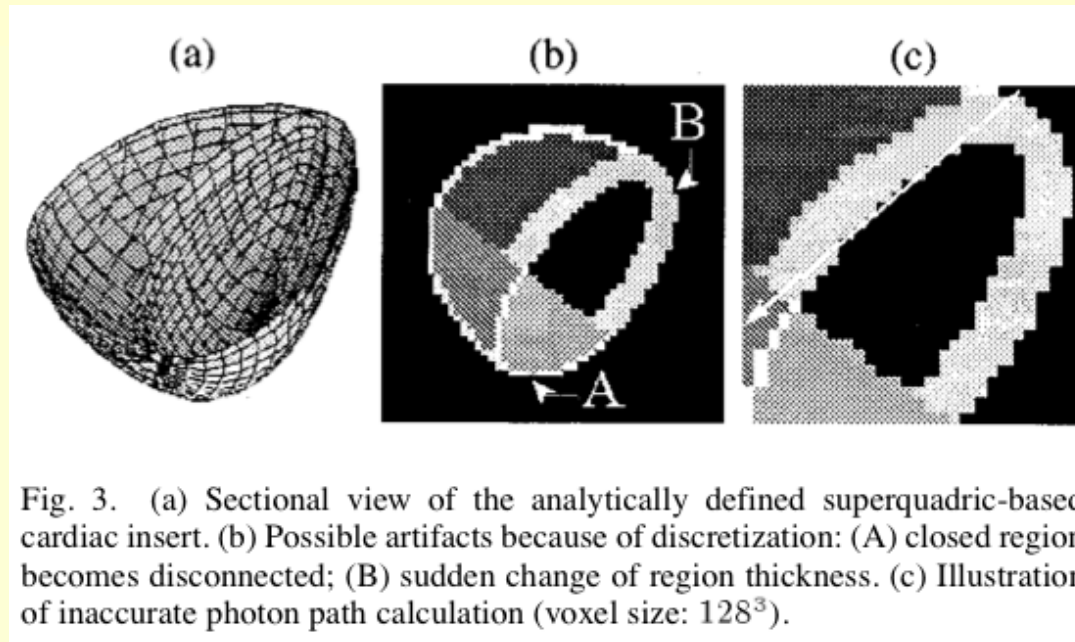 (a) (b) (c)
B
A
Fig. 3. (a) Sectional view of the analytically defined superquadric-based
cardiac insert. (b) Possible artifacts because of discretization: (A) closed region
becomes disconnected; (B) sudden change of region thickness. (c) Illustration
of inaccurate photon path calculation (voxel size: 128³).